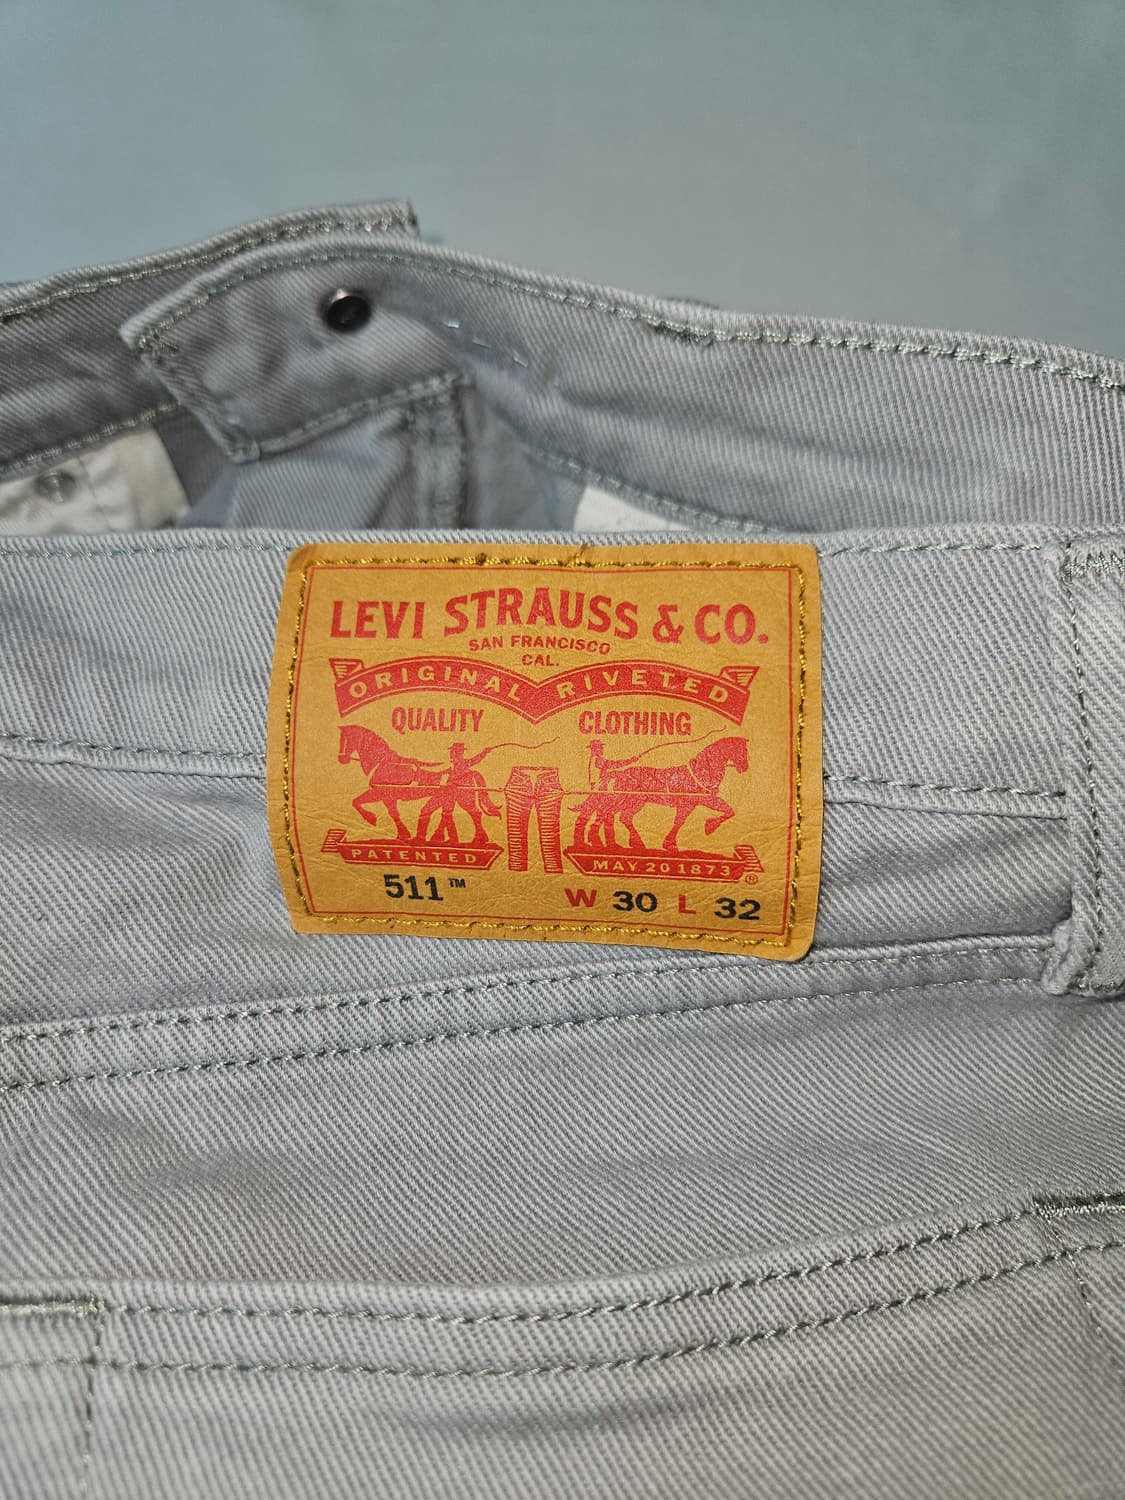 LEVI STRAUSS & CO.
SAN FRANCISCO
CAL.
ORIGINAL RIVETED
QUALITY CLOTHING
PATENTED MAY 20 1873 ®
511™ W 30 L 32